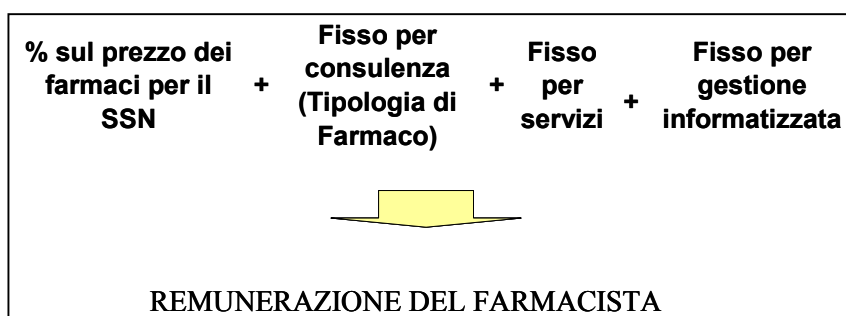 % sul prezzo dei
farmaci per il
SSN
+
Fisso per
consulenza
(Tipologia di
Farmaco)
+
Fisso
per
servizi
+
Fisso per
gestione
informatizzata
REMUNERAZIONE DEL FARMACISTA